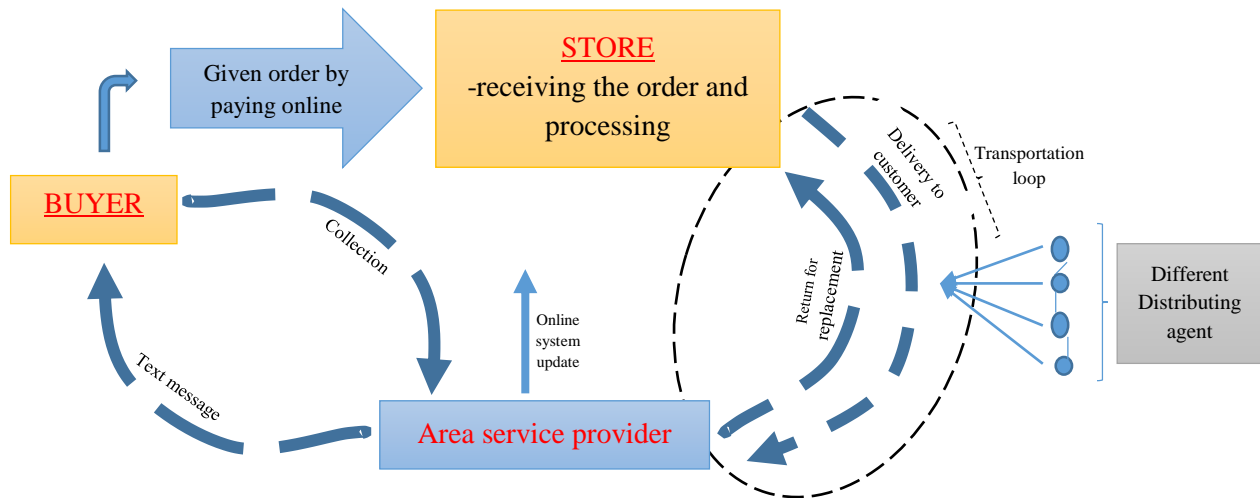 STORE
-receiving the order and
processing
Given order by
paying online
BUYER
Collection
Text message
Online
system
update
Area service provider
Return for
replacement
Delivery to
customer
Transportation
loop
Different
Distributing
agent